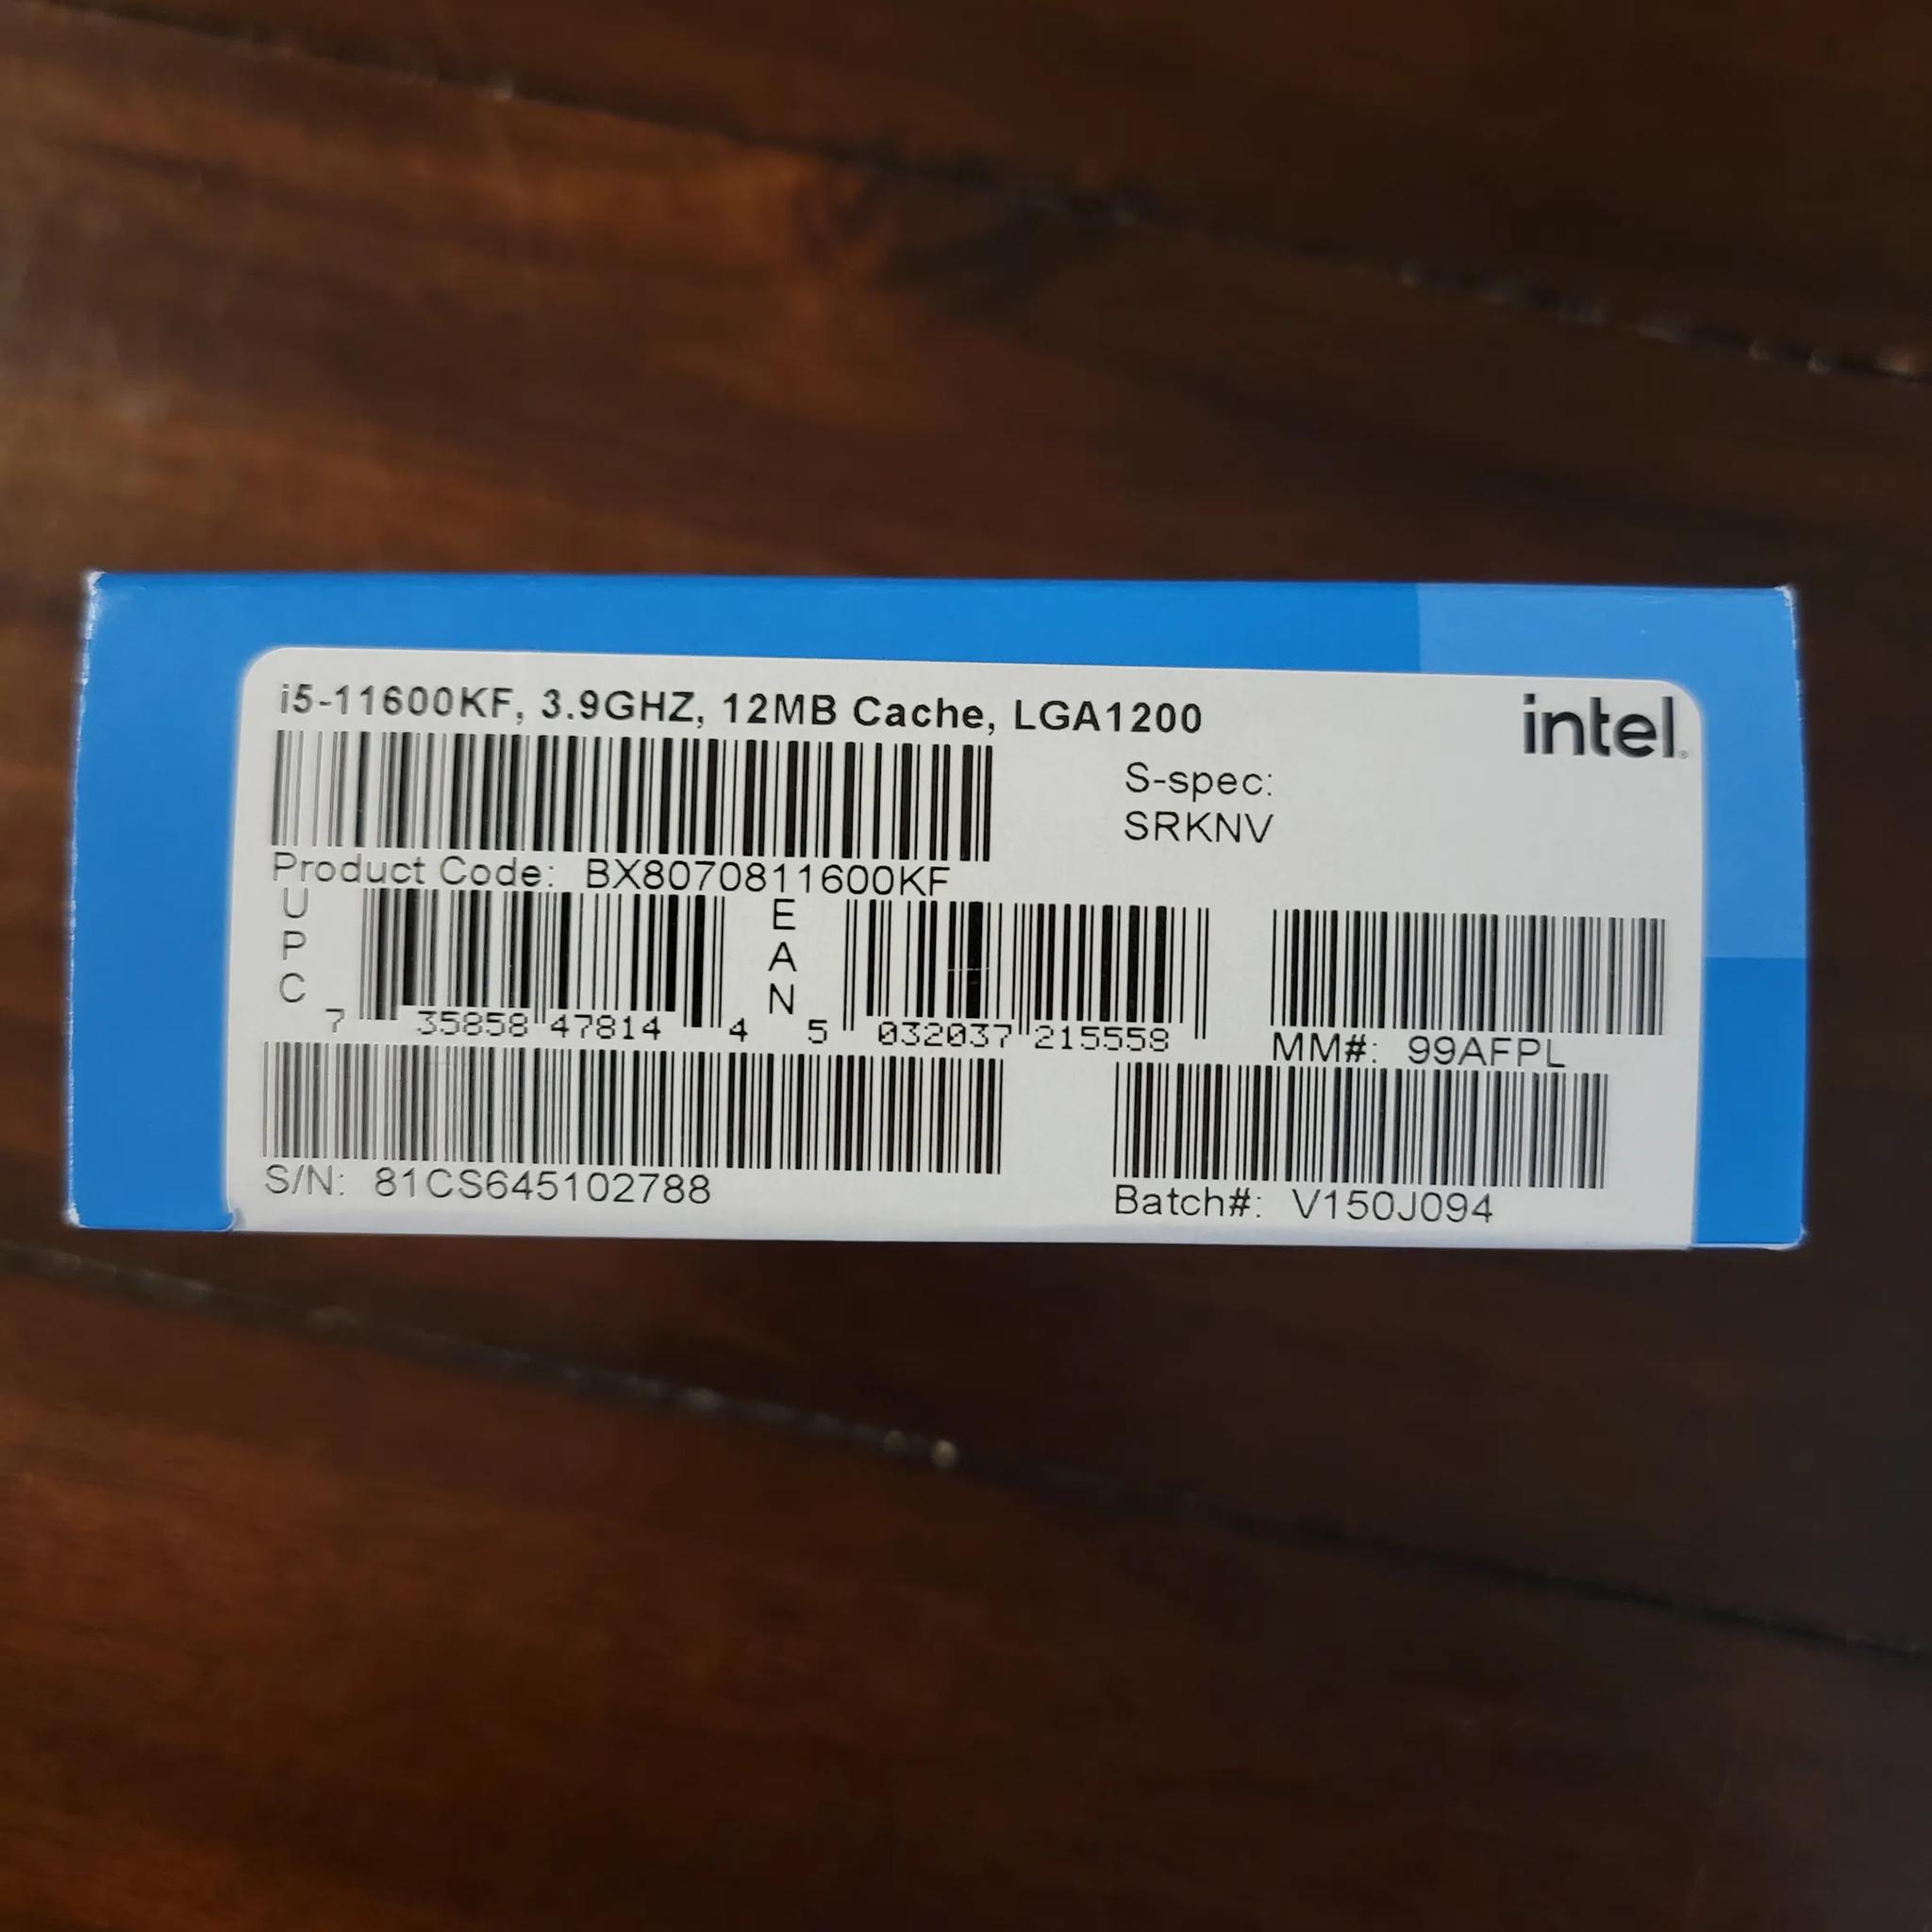 i5-11600KF, 3.9GHZ, 12MB Cache, LGA1200
intel
S-spec:
SRKNV
Product Code: BX8070811600KF
UPC
7 35858 47814 4
EAN
5 032037 215558
MM#: 99AFPL
S/N: 81CS645102788
Batch#: V150J094